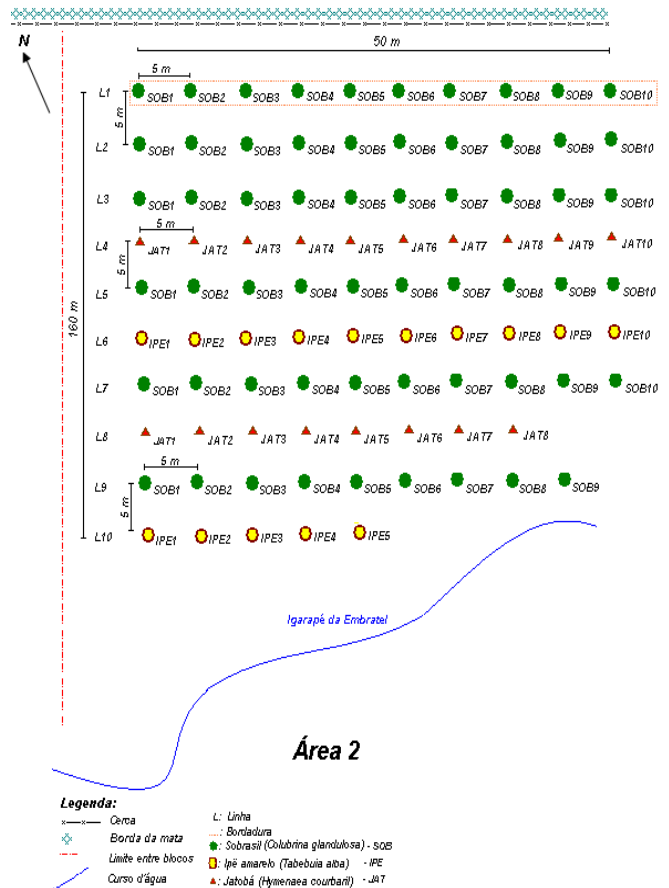 N
50 m
5 m
L1 SOB1 SOB2 SOB3 SOB4 SOB5 SOB6 SOB7 SOB8 SOB9 SOB10
5 m
L2 SOB1 SOB2 SOB3 SOB4 SOB5 SOB6 SOB7 SOB8 SOB9 SOB10
L3 SOB1 SOB2 SOB3 SOB4 SOB5 SOB6 SOB7 SOB8 SOB9 SOB10
5 m
L4 JAT1 JAT2 JAT3 JAT4 JAT5 JAT6 JAT7 JAT8 JAT9 JAT10
5 m
L5 SOB1 SOB2 SOB3 SOB4 SOB5 SOB6 SOB7 SOB8 SOB9 SOB10
160 m
L6 IPE1 IPE2 IPE3 IPE4 IPE5 IPE6 IPE7 IPE8 IPE9 IPE10
L7 SOB1 SOB2 SOB3 SOB4 SOB5 SOB6 SOB7 SOB8 SOB9 SOB10
L8 JAT1 JAT2 JAT3 JAT4 JAT5 JAT6 JAT7 JAT8
5 m
L9 SOB1 SOB2 SOB3 SOB4 SOB5 SOB6 SOB7 SOB8 SOB9
5 m
L10 IPE1 IPE2 IPE3 IPE4 IPE5
Igarapé da Embratel
Área 2
Legenda:
Cerca
Borda da mata
Limite entre blocos
Curso d'água
L: Linha
: Bordadura
: Sobrasil (Colubrina glandulosa) - SOB
: Ipê amarelo (Tabebuia alba) - IPE
: Jatobá (Hymenaea courbaril) - JAT